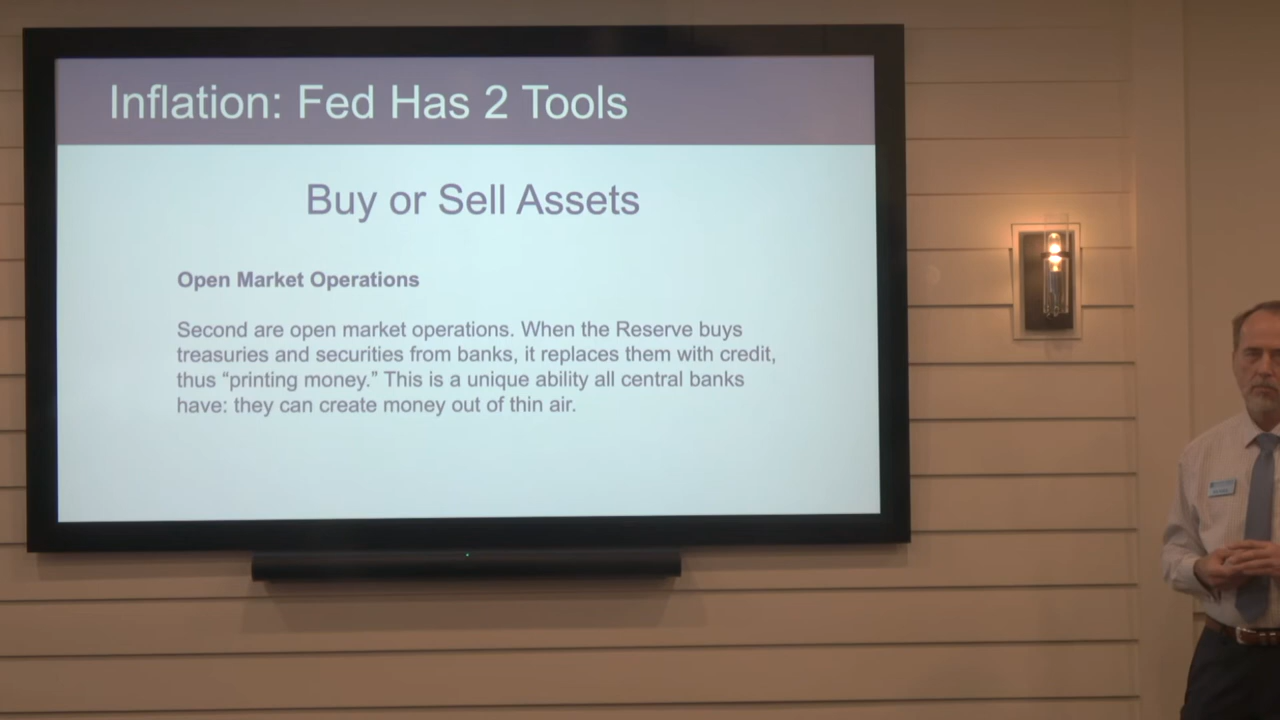 Inflation: Fed Has 2 Tools
Buy or Sell Assets
Open Market Operations
Second are open market operations. When the Reserve buys
treasuries and securities from banks, it replaces them with credit,
thus “printing money.” This is a unique ability all central banks
have: they can create money out of thin air.